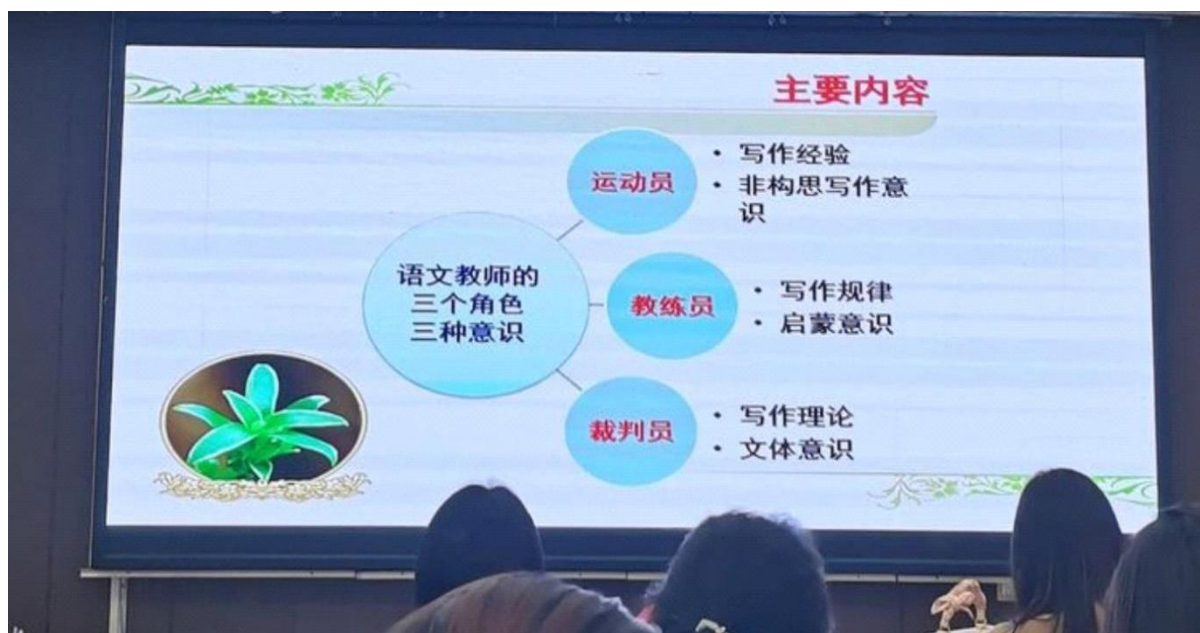 主要内容
语文教师的
三个角色
三种意识
运动员
• 写作经验
• 非构思写作意
识
教练员
• 写作规律
• 启蒙意识
裁判员
• 写作理论
• 文体意识